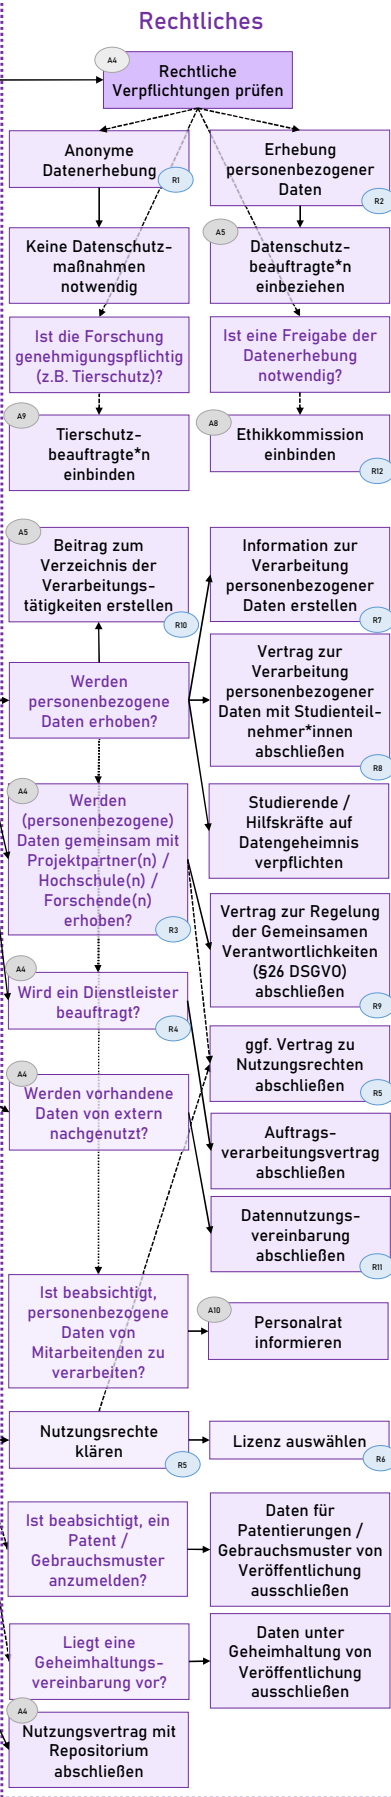 Rechtliches
A4
Rechtliche
Verpflichtungen prüfen
Anonyme
Datenerhebung
R1
Erhebung
personenbezogener
Daten
R2
Keine Datenschutz-
maßnahmen
notwendig
A5
Datenschutz-
beauftragte*n
einbeziehen
Ist die Forschung
genehmigungspflichtig
(z.B. Tierschutz)?
Ist eine Freigabe der
Datenerhebung
notwendig?
A9
Tierschutz-
beauftragte*n
einbinden
A8
Ethikkommission
einbinden
R12
A5
Beitrag zum
Verzeichnis der
Verarbeitungs-
tätigkeiten erstellen
R10
Information zur
Verarbeitung
personenbezogener
Daten erstellen
R7
Werden
personenbezogene
Daten erhoben?
Vertrag zur
Verarbeitung
personenbezogener
Daten mit Studienteil-
nehmer*innen
abschließen
R8
A4
Werden
(personenbezogene)
Daten gemeinsam mit
Projektpartner(n) /
Hochschule(n) /
Forschende(n)
erhoben?
R3
Studierende /
Hilfskräfte auf
Datengeheimnis
verpflichten
Vertrag zur Regelung
der Gemeinsamen
Verantwortlichkeiten
(§26 DSGVO)
abschließen
R9
A4
Wird ein Dienstleister
beauftragt?
R4
ggf. Vertrag zu
Nutzungsrechten
abschließen
R5
A4
Werden vorhandene
Daten von extern
nachgenutzt?
Auftrags-
verarbeitungsvertrag
abschließen
Datennutzungs-
vereinbarung
abschließen
R11
Ist beabsichtigt,
personenbezogene
Daten von
Mitarbeitenden zu
verarbeiten?
A10
Personalrat
informieren
Nutzungsrechte
klären
R5
Lizenz auswählen
R6
Ist beabsichtigt, ein
Patent /
Gebrauchsmuster
anzumelden?
Daten für
Patentierungen /
Gebrauchsmuster von
Veröffentlichung
ausschließen
Liegt eine
Geheimhaltungs-
vereinbarung vor?
Daten unter
Geheimhaltung von
Veröffentlichung
ausschließen
A4
Nutzungsvertrag mit
Repositorium
abschließen